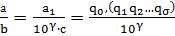 a/b = a₁/(10^γ·c) = q₀,(q₁q₂…q_σ)/10^γ